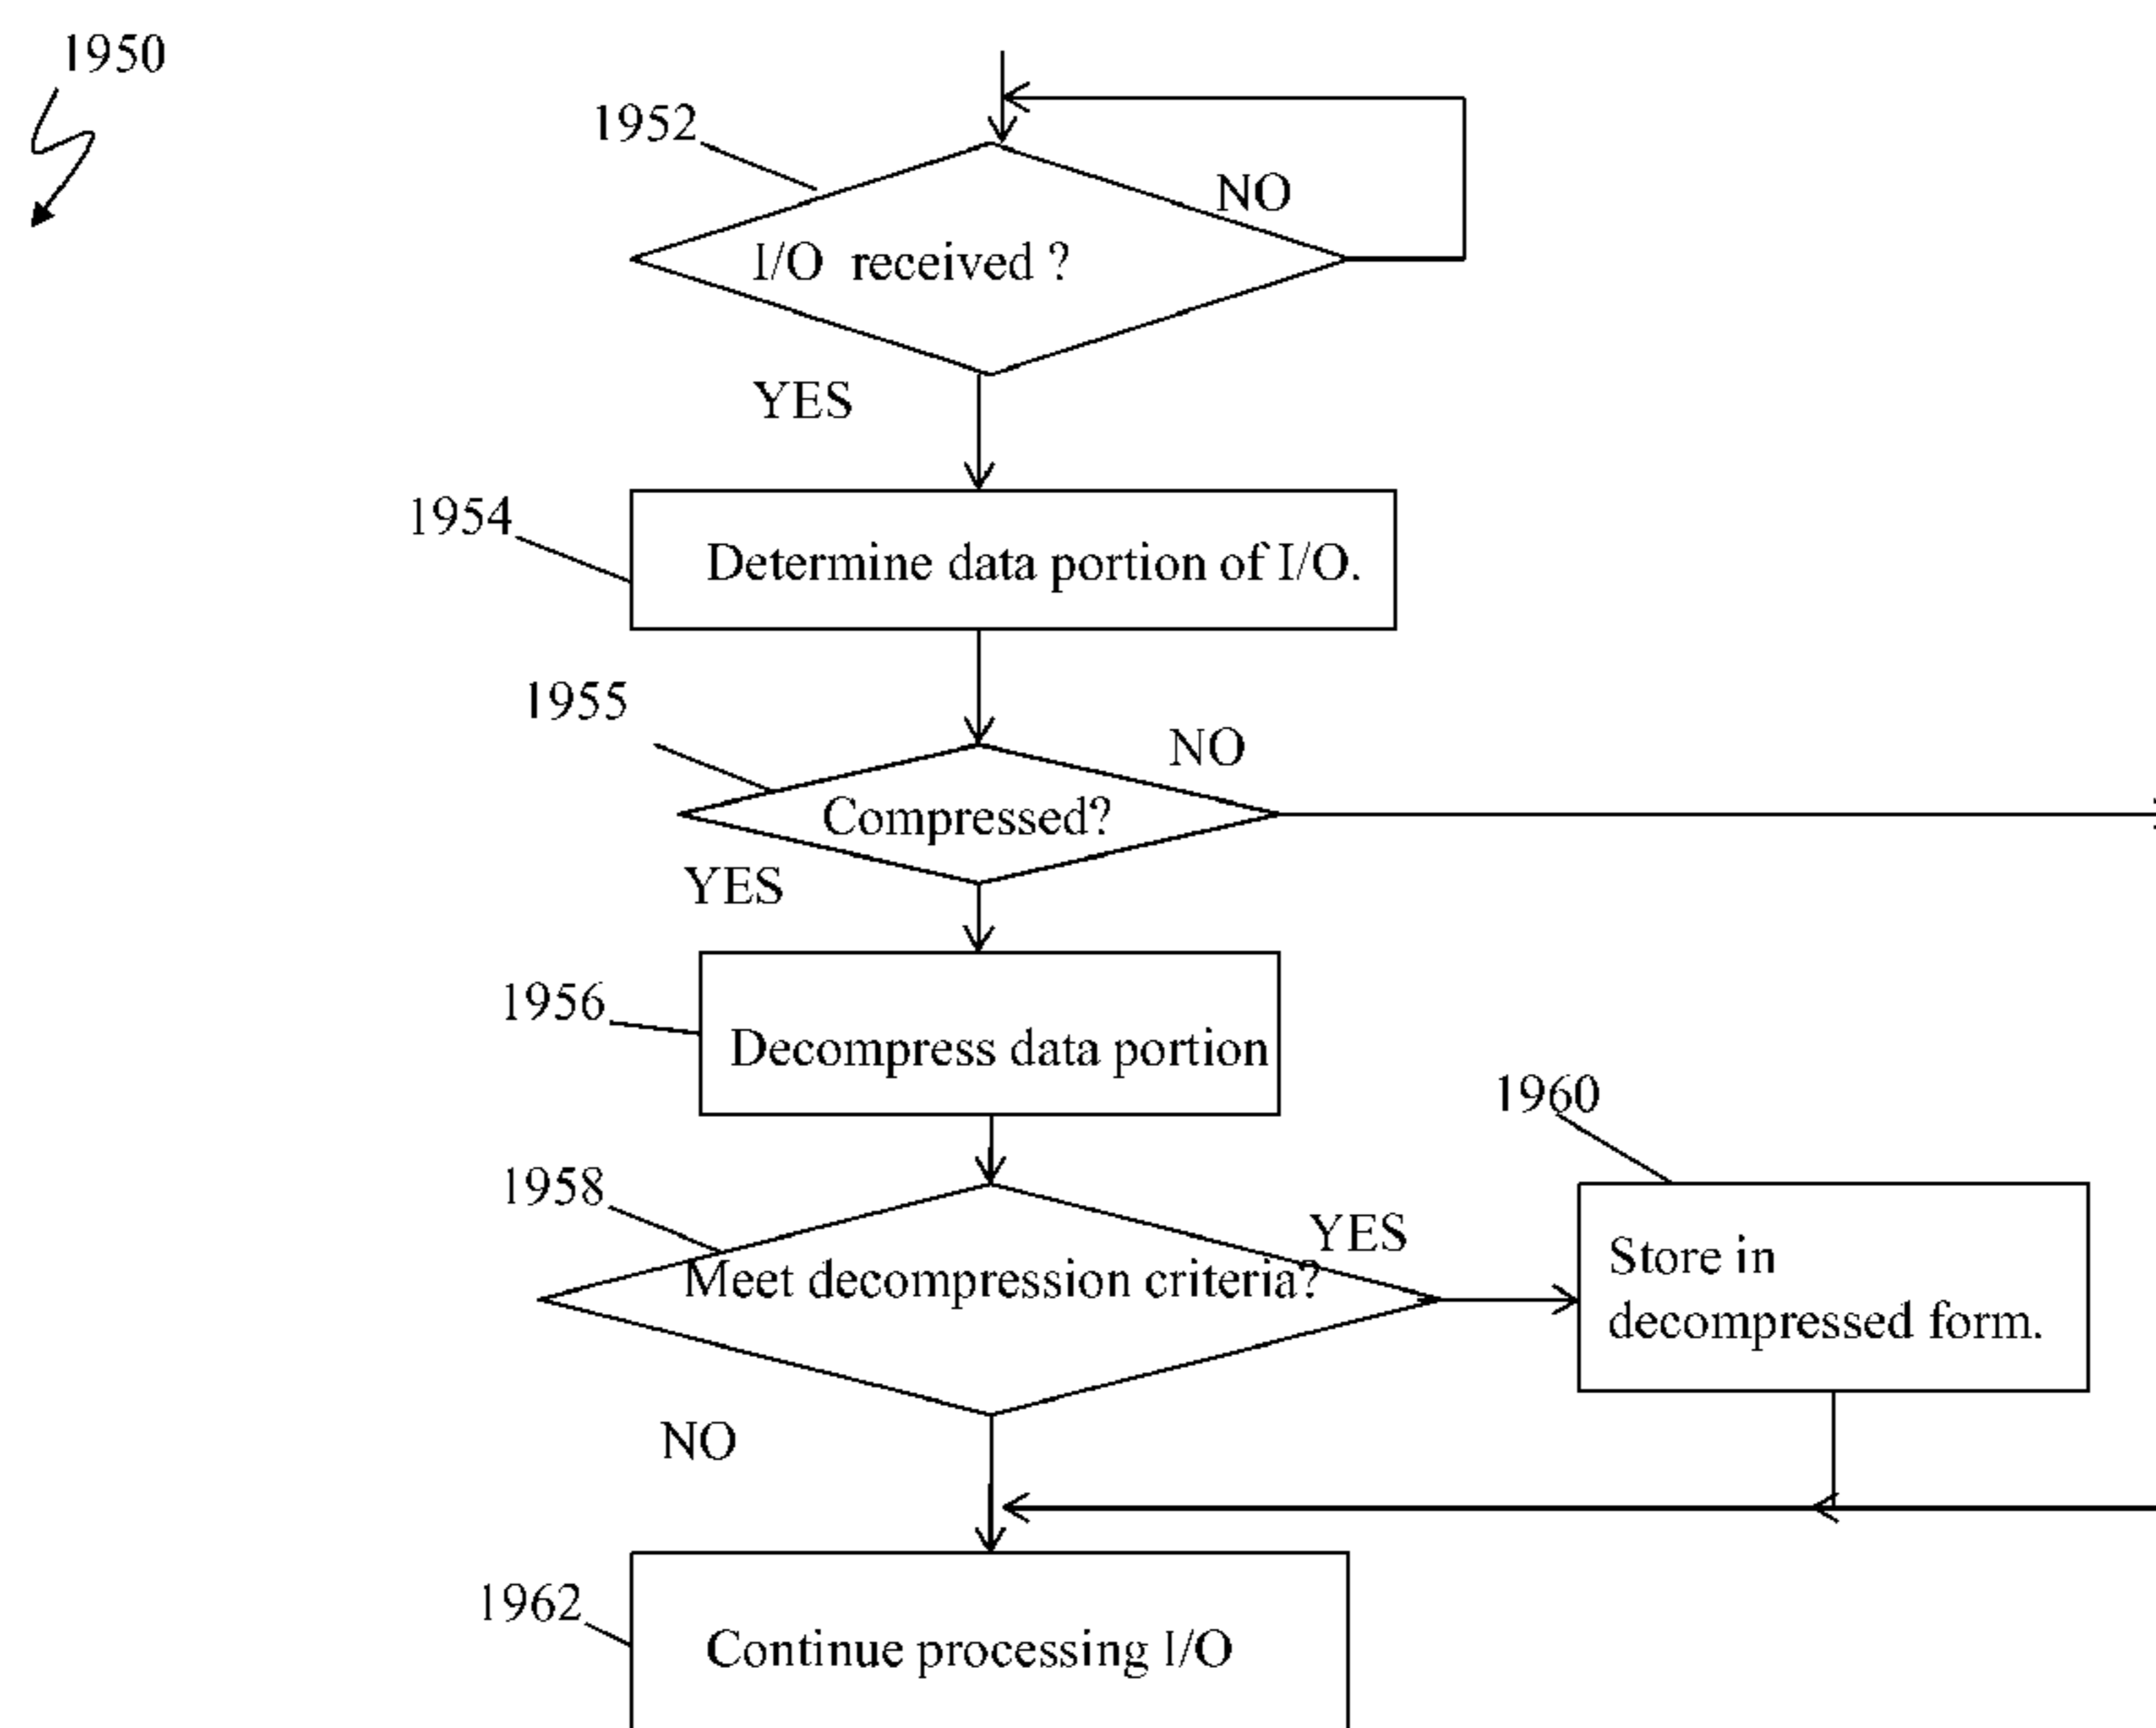 1950
1952
NO
I/O received ?
YES
1954
Determine data portion of I/O.
1955
NO
Compressed?
YES
1956
Decompress data portion
1960
1958
YES
Meet decompression criteria?
Store in
decompressed form.
NO
1962
Continue processing I/O